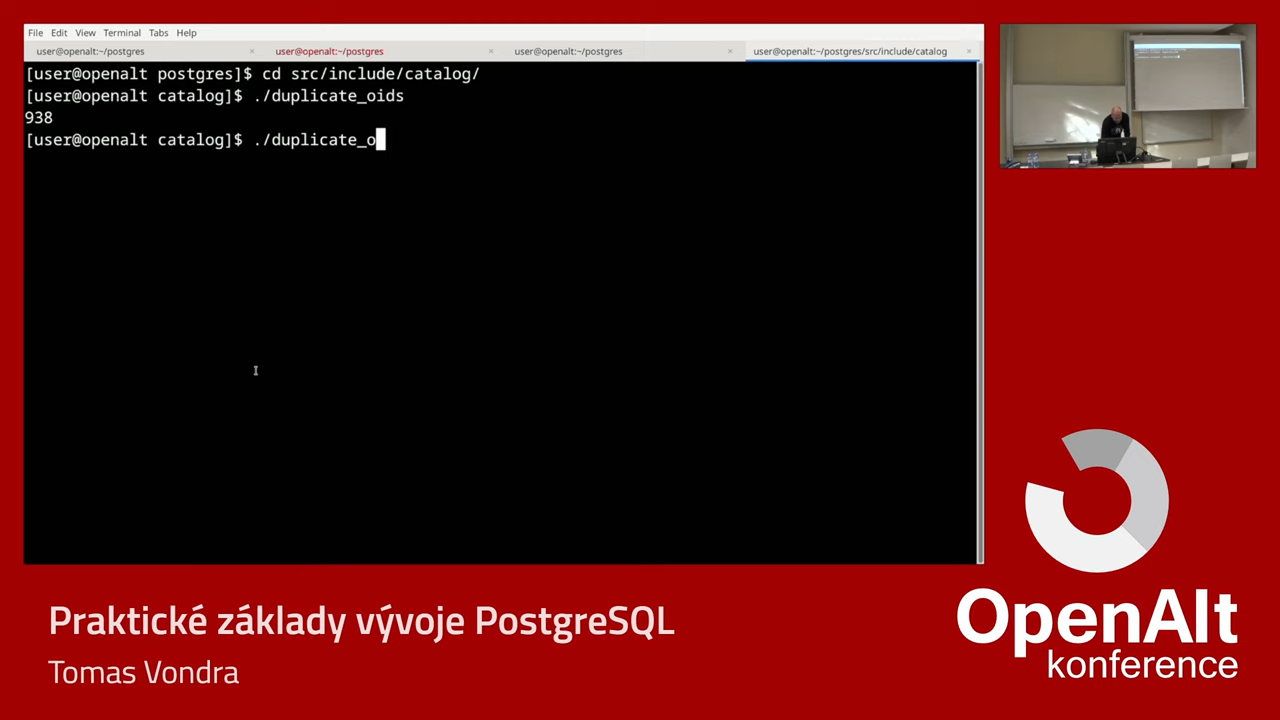 File Edit View Terminal Tabs Help
user@openalt:~/postgres × user@openalt:~/postgres × user@openalt:~/postgres × user@openalt:~/postgres/src/include/catalog ×
[user@openalt postgres]$ cd src/include/catalog/
[user@openalt catalog]$ ./duplicate_oids
938
[user@openalt catalog]$ ./duplicate_o
Praktické základy vývoje PostgreSQL
Tomas Vondra
OpenAlt
konference